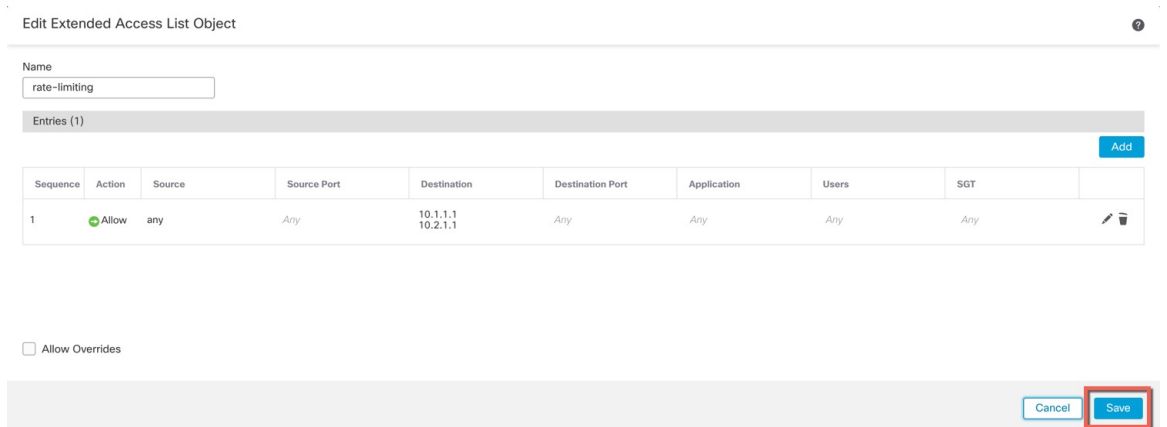 Edit Extended Access List Object
?
Name
rate-limiting
Entries (1)
Add
Sequence Action Source Source Port Destination Destination Port Application Users SGT
1 Allow any Any 10.1.1.1 Any Any Any Any
10.2.1.1
Allow Overrides
Cancel Save